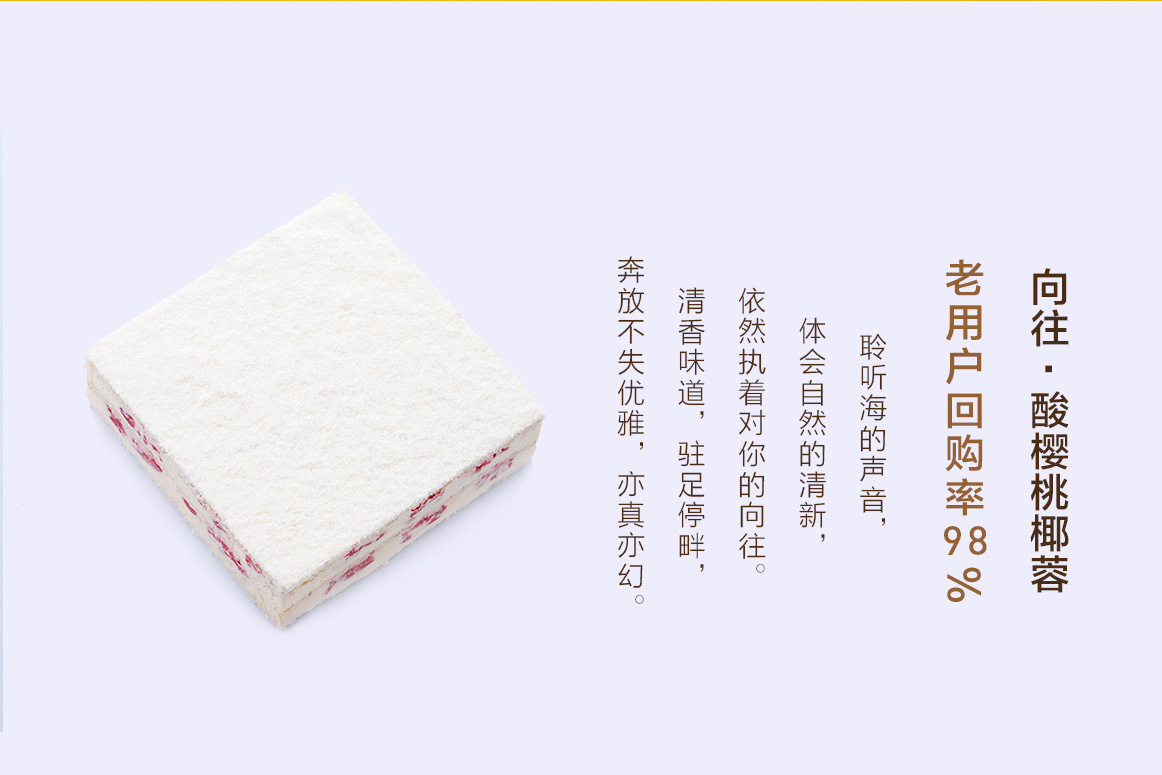 向往·酸樱桃椰蓉
老用户回购率98%
聆听海的声音，
体会自然的清新，
依然执着对你的向往。
清香味道，驻足停畔，
奔放不失优雅，亦真亦幻。